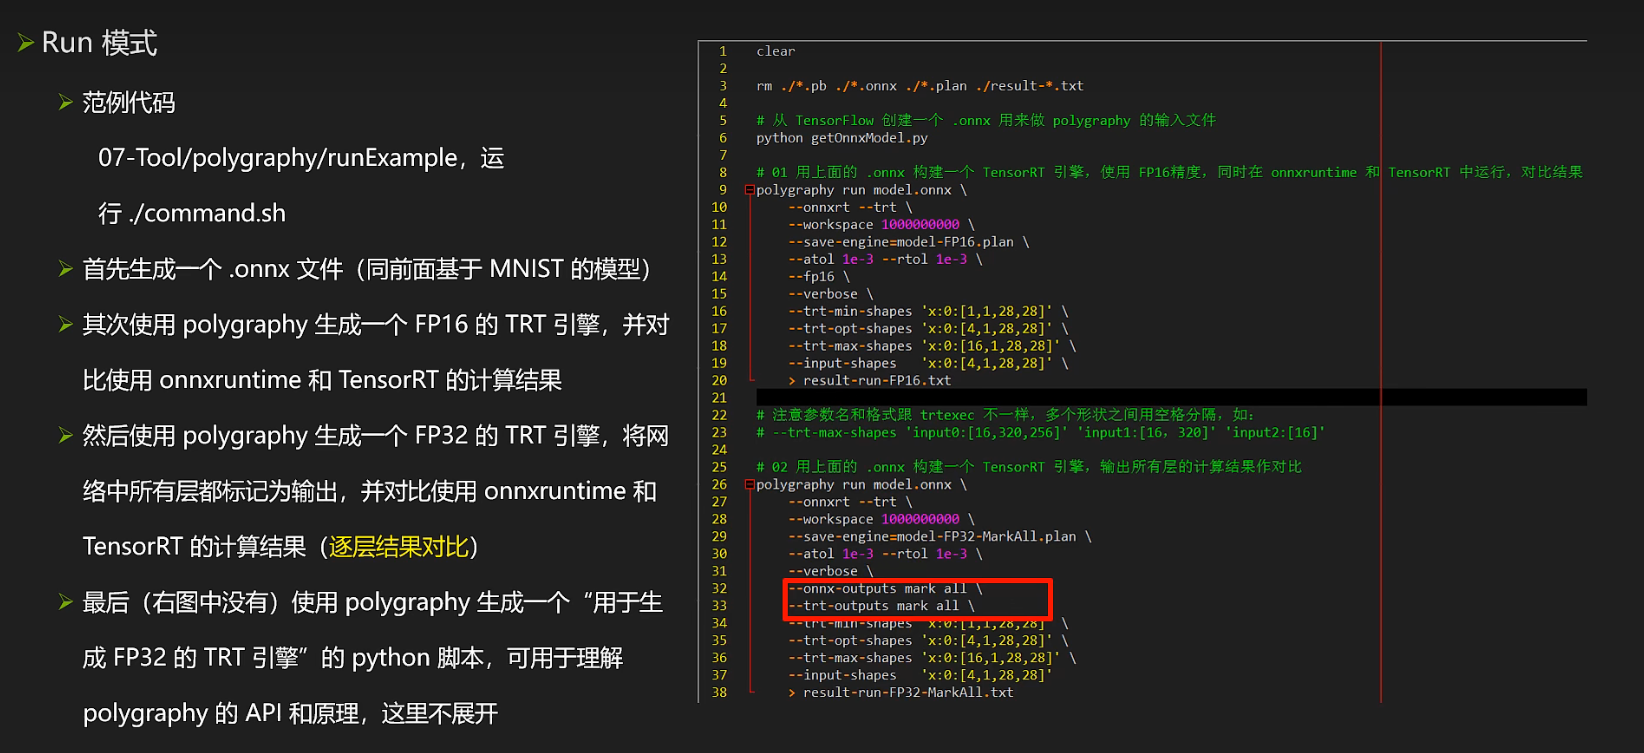 Run 模式
范例代码
07-Tool/polygraphy/runExample，运
行 ./command.sh
首先生成一个 .onnx 文件（同前面基于 MNIST 的模型）
其次使用 polygraphy 生成一个 FP16 的 TRT 引擎，并对
比使用 onnxruntime 和 TensorRT 的计算结果
然后使用 polygraphy 生成一个 FP32 的 TRT 引擎，将网
络中所有层都标记为输出，并对比使用 onnxruntime 和
TensorRT 的计算结果（逐层结果对比）
最后（右图中没有）使用 polygraphy 生成一个“用于生
成 FP32 的 TRT 引擎”的 python 脚本，可用于理解
polygraphy 的 API 和原理，这里不展开
1 clear
2
3 rm ./*.pb ./*.onnx ./*.plan ./result-*.txt
4
5 # 从 TensorFlow 创建一个 .onnx 用来做 polygraphy 的输入文件
6 python getOnnxModel.py
7
8 # 01 用上面的 .onnx 构建一个 TensorRT 引擎，使用 FP16精度，同时在 onnxruntime 和 TensorRT 中运行，对比结果
9 polygraphy run model.onnx \
10 --onnxrt --trt \
11 --workspace 1000000000 \
12 --save-engine=model-FP16.plan \
13 --atol 1e-3 --rtol 1e-3 \
14 --fp16 \
15 --verbose \
16 --trt-min-shapes 'x:0:[1,1,28,28]' \
17 --trt-opt-shapes 'x:0:[4,1,28,28]' \
18 --trt-max-shapes 'x:0:[16,1,28,28]' \
19 --input-shapes 'x:0:[4,1,28,28]' \
20 > result-run-FP16.txt
21
22 # 注意参数名和格式跟 trtexec 不一样，多个形状之间用空格分隔，如：
23 # --trt-max-shapes 'input0:[16,320,256]' 'input1:[16，320]' 'input2:[16]'
24
25 # 02 用上面的 .onnx 构建一个 TensorRT 引擎，输出所有层的计算结果作对比
26 polygraphy run model.onnx \
27 --onnxrt --trt \
28 --workspace 1000000000 \
29 --save-engine=model-FP32-MarkAll.plan \
30 --atol 1e-3 --rtol 1e-3 \
31 --verbose \
32 --onnx-outputs mark all \
33 --trt-outputs mark all \
34 --trt-min-shapes 'x:0:[1,1,28,28]' \
35 --trt-opt-shapes 'x:0:[4,1,28,28]' \
36 --trt-max-shapes 'x:0:[16,1,28,28]' \
37 --input-shapes 'x:0:[4,1,28,28]'
38 > result-run-FP32-MarkAll.txt